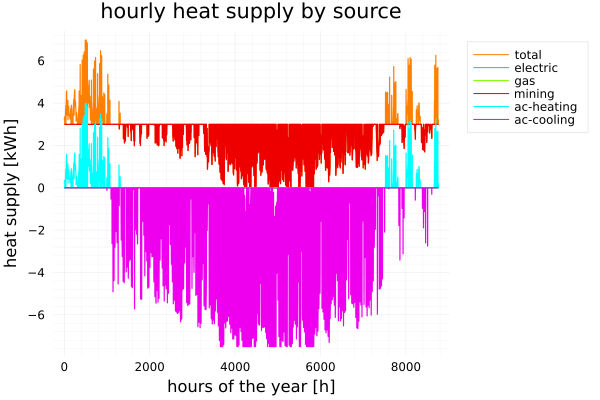 hourly heat supply by source
heat supply [kWh]
6
4
2
0
−2
−4
−6
0
2000
4000
6000
8000
hours of the year [h]
total
electric
gas
mining
ac-heating
ac-cooling